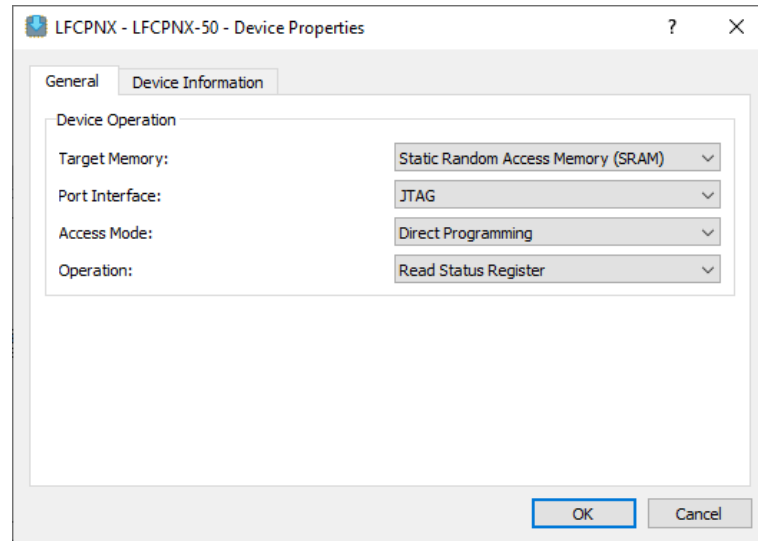 LFCPNX - LFCPNX-50 - Device Properties ?
General Device Information
Device Operation
Target Memory: Static Random Access Memory (SRAM)
Port Interface: JTAG
Access Mode: Direct Programming
Operation: Read Status Register
OK Cancel